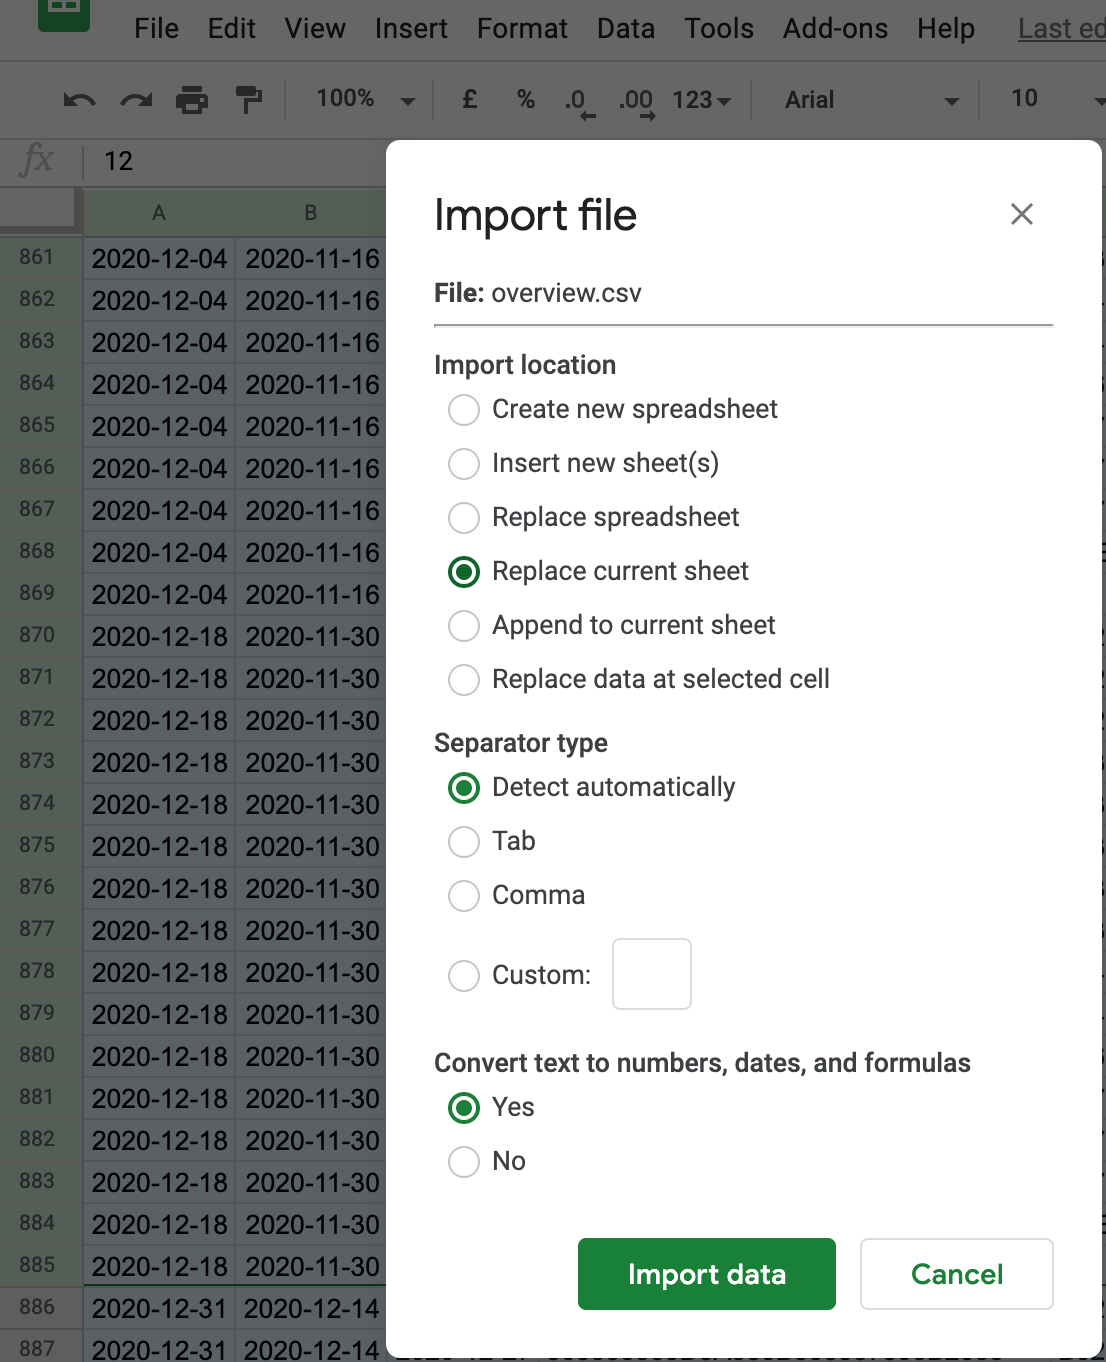 File Edit View Insert Format Data Tools Add-ons Help Last ed
100% £ % .0 .00 123 Arial 10
fx 12
A B
Import file
File: overview.csv
Import location
Create new spreadsheet
Insert new sheet(s)
Replace spreadsheet
Replace current sheet
Append to current sheet
Replace data at selected cell
Separator type
Detect automatically
Tab
Comma
Custom:
Convert text to numbers, dates, and formulas
Yes
No
Import data Cancel
861 2020-12-04 2020-11-16
862 2020-12-04 2020-11-16
863 2020-12-04 2020-11-16
864 2020-12-04 2020-11-16
865 2020-12-04 2020-11-16
866 2020-12-04 2020-11-16
867 2020-12-04 2020-11-16
868 2020-12-04 2020-11-16
869 2020-12-04 2020-11-16
870 2020-12-18 2020-11-30
871 2020-12-18 2020-11-30
872 2020-12-18 2020-11-30
873 2020-12-18 2020-11-30
874 2020-12-18 2020-11-30
875 2020-12-18 2020-11-30
876 2020-12-18 2020-11-30
877 2020-12-18 2020-11-30
878 2020-12-18 2020-11-30
879 2020-12-18 2020-11-30
880 2020-12-18 2020-11-30
881 2020-12-18 2020-11-30
882 2020-12-18 2020-11-30
883 2020-12-18 2020-11-30
884 2020-12-18 2020-11-30
885 2020-12-18 2020-11-30
886 2020-12-31 2020-12-14
887 2020-12-31 2020-12-14